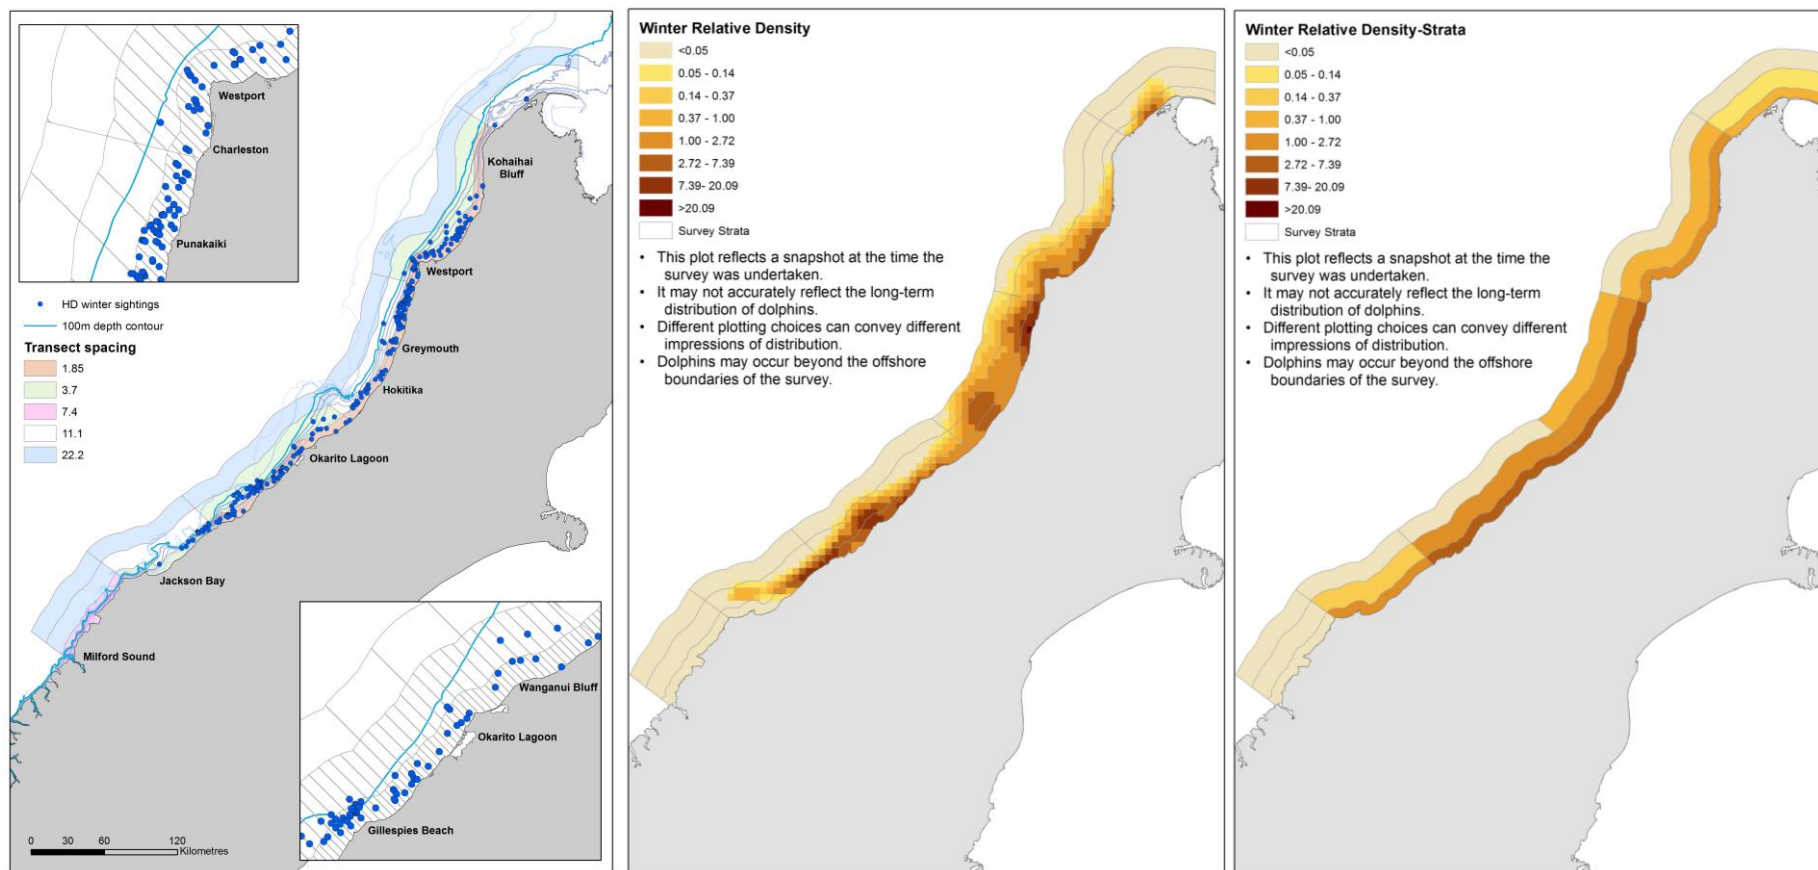 Westport
Charleston
Punakaiki
HD winter sightings
100m depth contour
Transect spacing
1.85
3.7
7.4
11.1
22.2
Kohaihai
Bluff
Westport
Greymouth
Hokitika
Okarito Lagoon
Jackson Bay
Milford Sound
Wanganui Bluff
Okarito Lagoon
Gillespies Beach
0 30 60 120
Kilometres
Winter Relative Density
<0.05
0.05 - 0.14
0.14 - 0.37
0.37 - 1.00
1.00 - 2.72
2.72 - 7.39
7.39- 20.09
>20.09
Survey Strata
• This plot reflects a snapshot at the time the
survey was undertaken.
• It may not accurately reflect the long-term
distribution of dolphins.
• Different plotting choices can convey different
impressions of distribution.
• Dolphins may occur beyond the offshore
boundaries of the survey.
Winter Relative Density-Strata
<0.05
0.05 - 0.14
0.14 - 0.37
0.37 - 1.00
1.00 - 2.72
2.72 - 7.39
7.39- 20.09
>20.09
Survey Strata
• This plot reflects a snapshot at the time the
survey was undertaken.
• It may not accurately reflect the long-term
distribution of dolphins.
• Different plotting choices can convey different
impressions of distribution.
• Dolphins may occur beyond the offshore
boundaries of the survey.